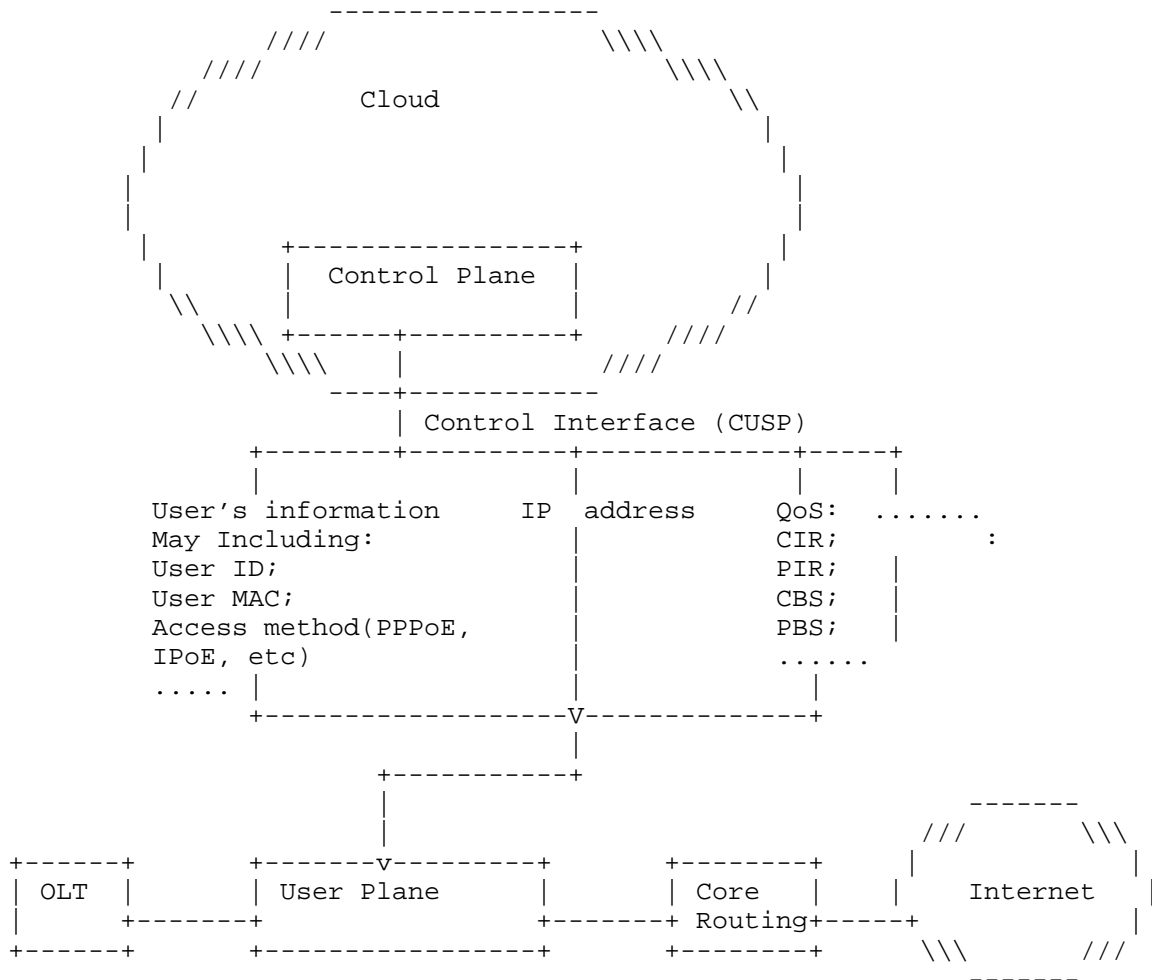 Cloud
Control Plane
Control Interface (CUSP)
User's information IP address QoS: .......
May Including: CIR; :
User ID; PIR;
User MAC; CBS;
Access method(PPPoE, PBS;
IPoE, etc) ......
.....
V
v
OLT User Plane Core Internet
Routing